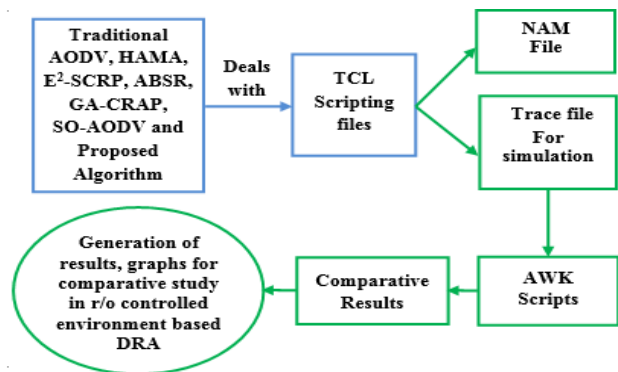 Traditional
AODV, HAMA,
E²-SCRP, ABSR,
GA-CRAP,
SO-AODV and
Proposed
Algorithm
Deals
with
TCL
Scripting
files
NAM
File
Trace file
For
simulation
AWK
Scripts
Comparative
Results
Generation of
results, graphs for
comparative study
in r/o controlled
environment based
DRA